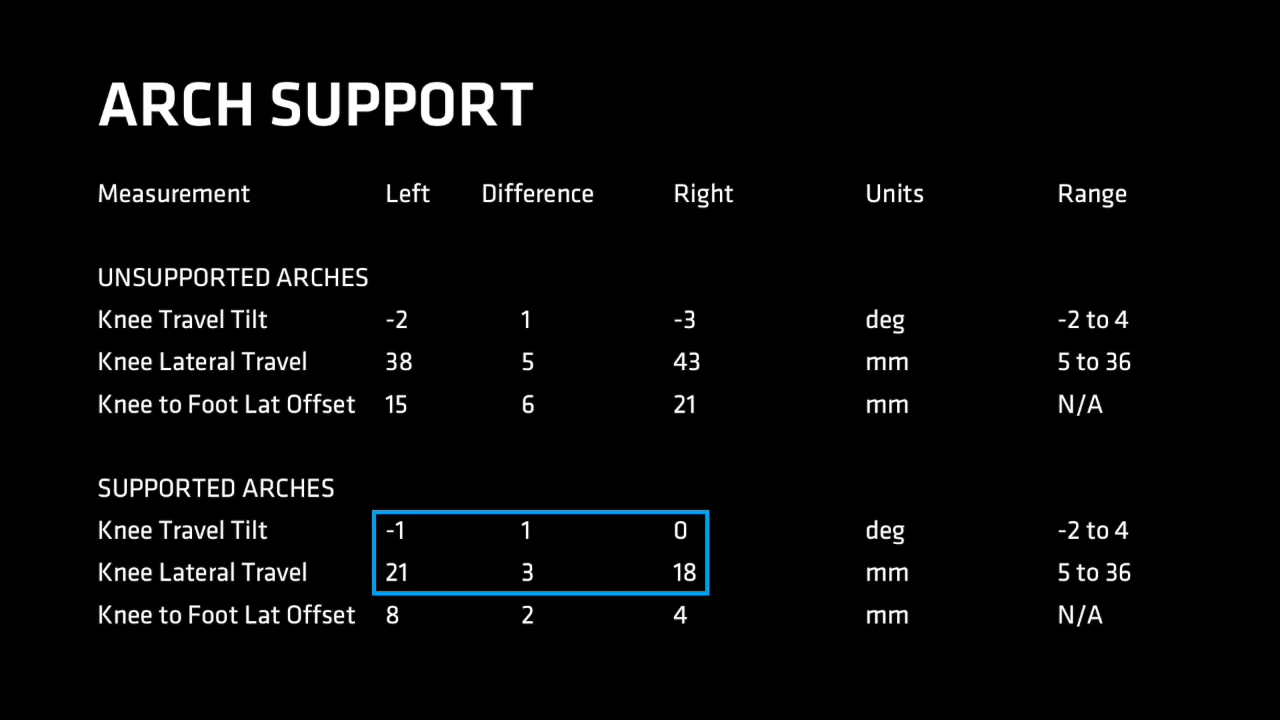 ARCH SUPPORT
Measurement Left Difference Right Units Range
UNSUPPORTED ARCHES
Knee Travel Tilt -2 1 -3 deg -2 to 4
Knee Lateral Travel 38 5 43 mm 5 to 36
Knee to Foot Lat Offset 15 6 21 mm N/A
SUPPORTED ARCHES
Knee Travel Tilt -1 1 0 deg -2 to 4
Knee Lateral Travel 21 3 18 mm 5 to 36
Knee to Foot Lat Offset 8 2 4 mm N/A